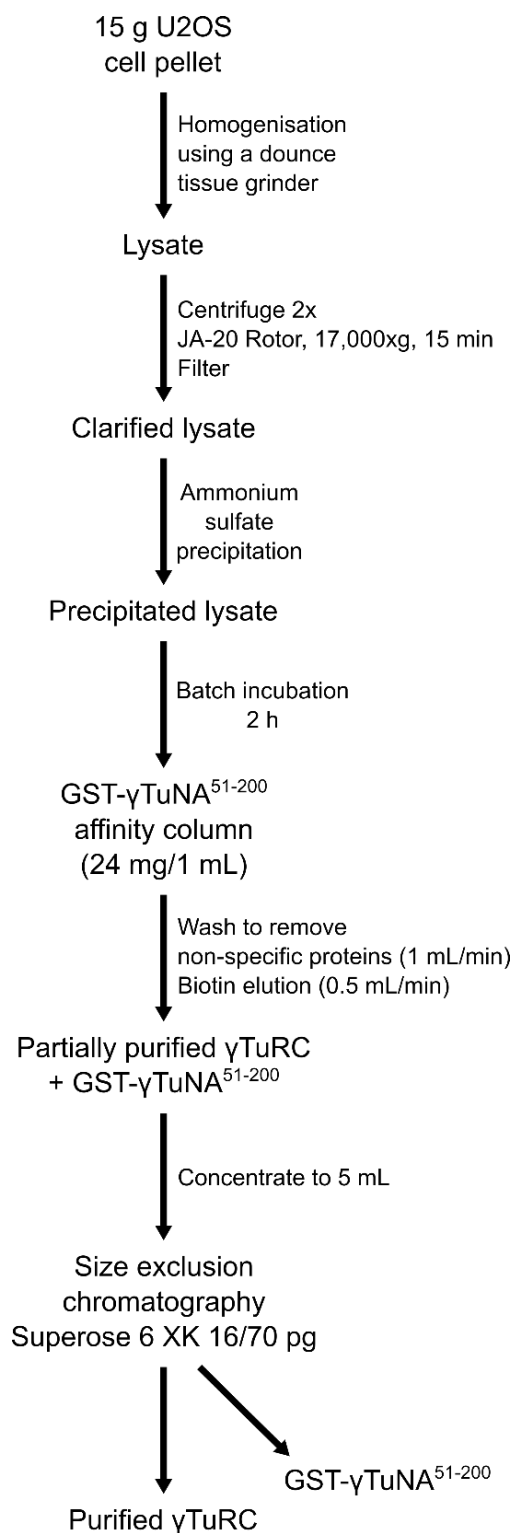 15 g U2OS
cell pellet
Homogenisation
using a dounce
tissue grinder
Lysate
Centrifuge 2x
JA-20 Rotor, 17,000xg, 15 min
Filter
Clarified lysate
Ammonium
sulfate
precipitation
Precipitated lysate
Batch incubation
2 h
GST-γTuNA⁵¹⁻²⁰⁰
affinity column
(24 mg/1 mL)
Wash to remove
non-specific proteins (1 mL/min)
Biotin elution (0.5 mL/min)
Partially purified γTuRC
+ GST-γTuNA⁵¹⁻²⁰⁰
Concentrate to 5 mL
Size exclusion
chromatography
Superose 6 XK 16/70 pg
GST-γTuNA⁵¹⁻²⁰⁰
Purified γTuRC